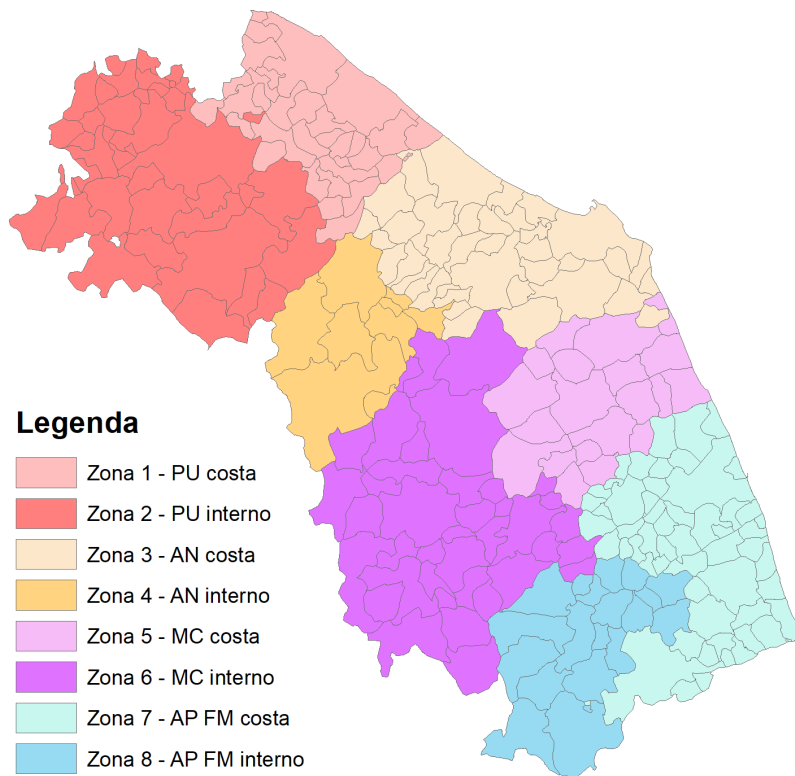 Legenda
Zona 1 - PU costa
Zona 2 - PU interno
Zona 3 - AN costa
Zona 4 - AN interno
Zona 5 - MC costa
Zona 6 - MC interno
Zona 7 - AP FM costa
Zona 8 - AP FM interno